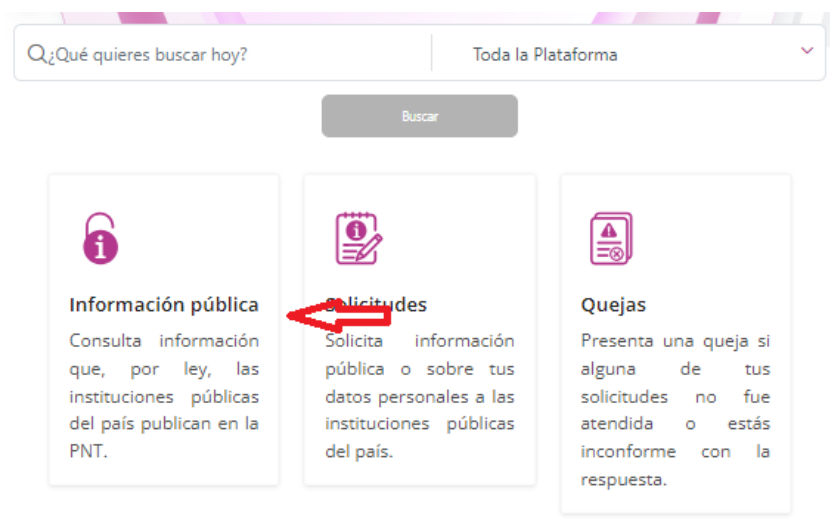 ¿Qué quieres buscar hoy?
Toda la Plataforma
Buscar
Información pública
Consulta información
que, por ley, las
instituciones públicas
del país publican en la
PNT.
Solicitudes
Solicita información
pública o sobre tus
datos personales a las
instituciones públicas
del país.
Quejas
Presenta una queja si
alguna de tus
solicitudes no fue
atendida o estás
inconforme con la
respuesta.